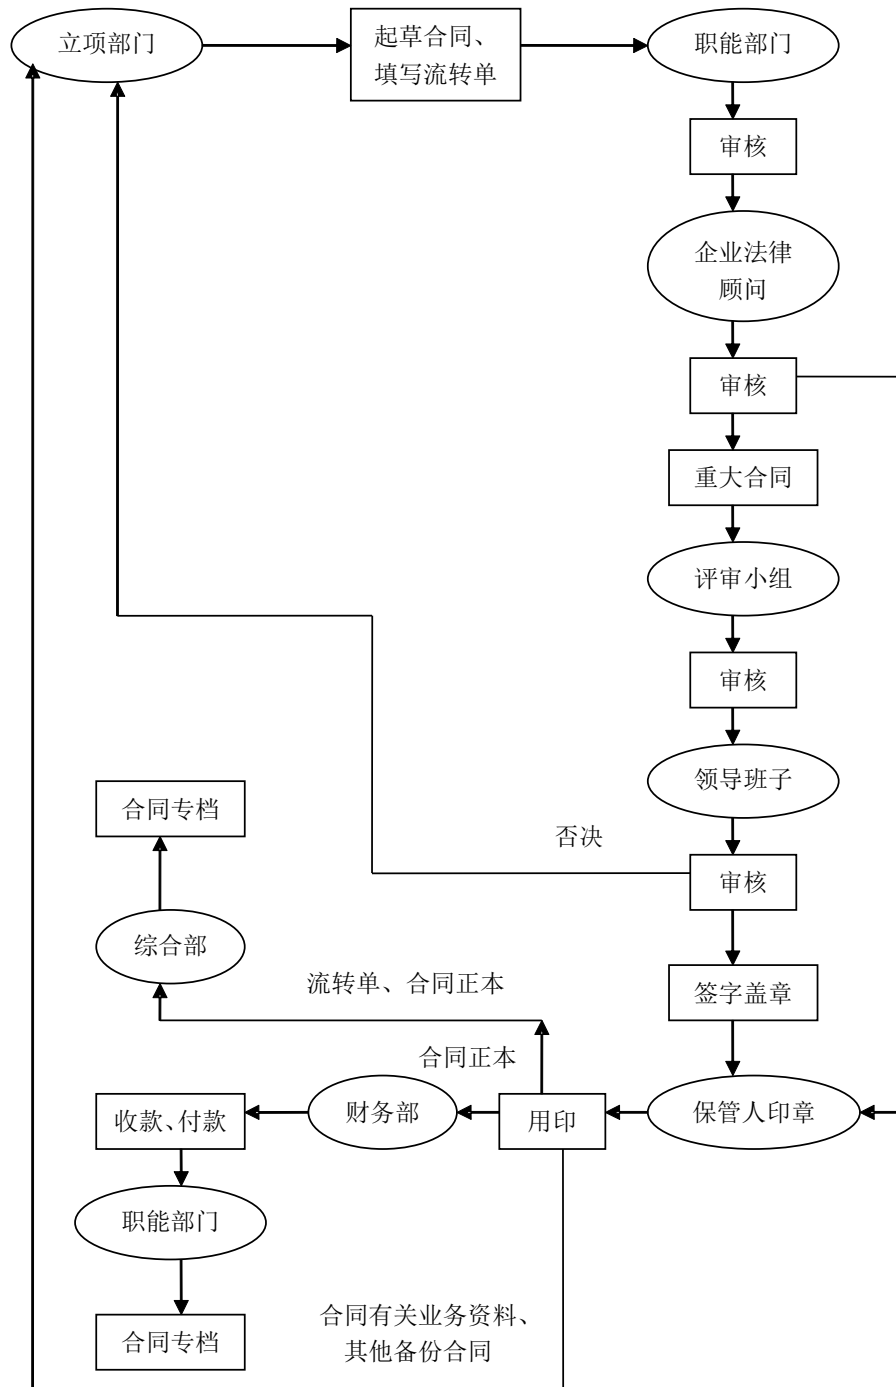 立项部门
起草合同、
填写流转单
职能部门
审核
企业法律
顾问
审核
重大合同
评审小组
审核
领导班子
合同专档
否决
审核
综合部
流转单、合同正本
签字盖章
合同正本
收款、付款
财务部
用印
保管人印章
职能部门
合同专档
合同有关业务资料、
其他备份合同